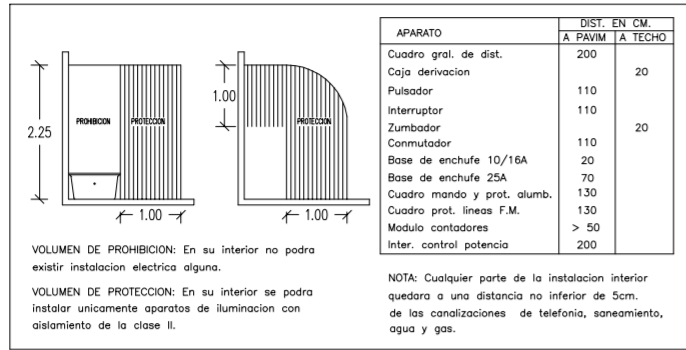 2.25
PROHIBICION
PROTECCION
1.00
1.00
PROTECCION
1.00
VOLUMEN DE PROHIBICION: En su interior no podra
existir instalacion electrica alguna.
VOLUMEN DE PROTECCION: En su interior se podra
instalar unicamente aparatos de iluminacion con
aislamiento de la clase II.
APARATO DIST. EN CM.
A PAVIM A TECHO
Cuadro gral. de dist. 200
Caja derivacion 20
Pulsador 110
Interruptor 110
Zumbador 20
Conmutador 110
Base de enchufe 10/16A 20
Base de enchufe 25A 70
Cuadro mando y prot. alumb. 130
Cuadro prot. lineas F.M. 130
Modulo contadores > 50
Inter. control potencia 200
NOTA: Cualquier parte de la instalacion interior
quedara a una distancia no inferior de 5cm.
de las canalizaciones de telefonia, saneamiento,
agua y gas.